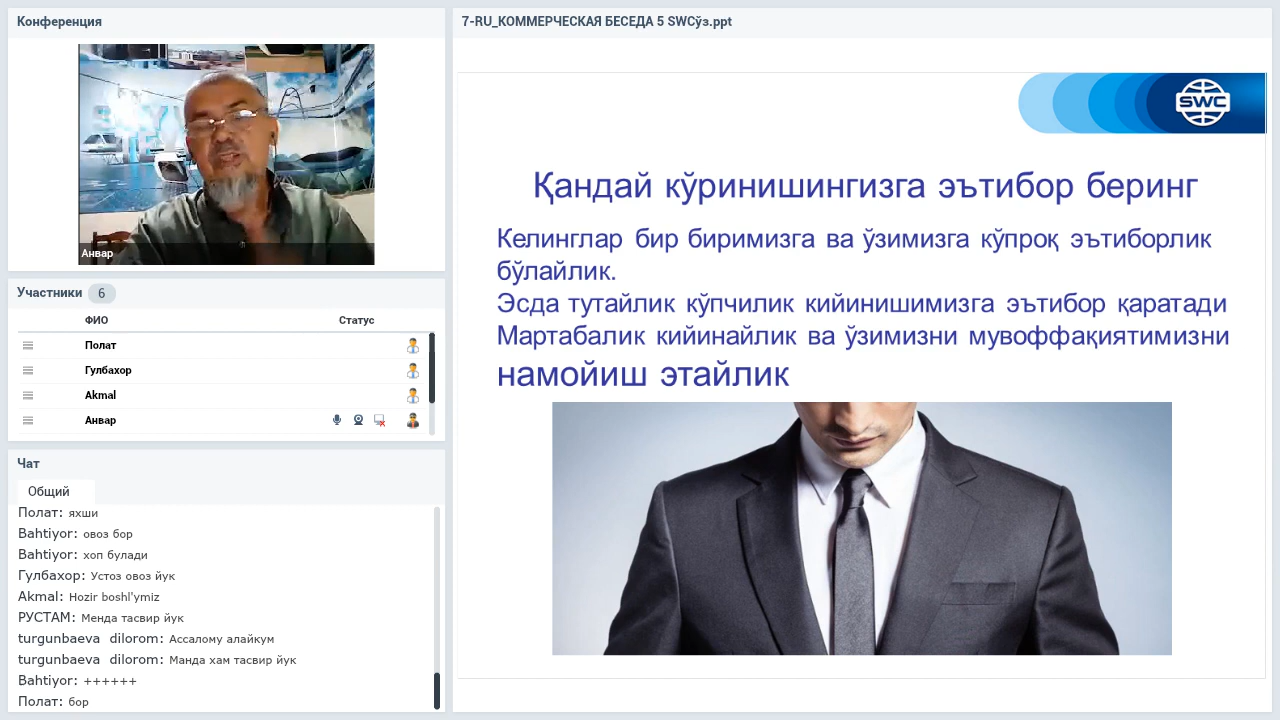 Конференция
Анвар
Участники 6
ФИО Статус
Полат
Гулбахор
Akmal
Анвар
Чат
Общий
Полат: яхши
Bahtiyor: овоз бор
Bahtiyor: хоп булади
Гулбахор: Устоз овоз йук
Akmal: Hozir boshl'ymiz
РУСТАМ: Менда тасвир йук
turgunbaeva dilorom: Ассалому алайкум
turgunbaeva dilorom: Манда хам тасвир йук
Bahtiyor: ++++++
Полат: бор
7-RU_КОММЕРЧЕСКАЯ БЕСЕДА 5 SWCўз.ppt
SWC
Қандай кўринишингизга эътибор беринг
Келинглар бир биримизга ва ўзимизга кўпроқ эътиборлик
бўлайлик.
Эсда тутайлик кўпчилик кийинишимизга эътибор қаратади
Мартабалик кийинайлик ва ўзимизни мувоффақиятимизни
намойиш этайлик